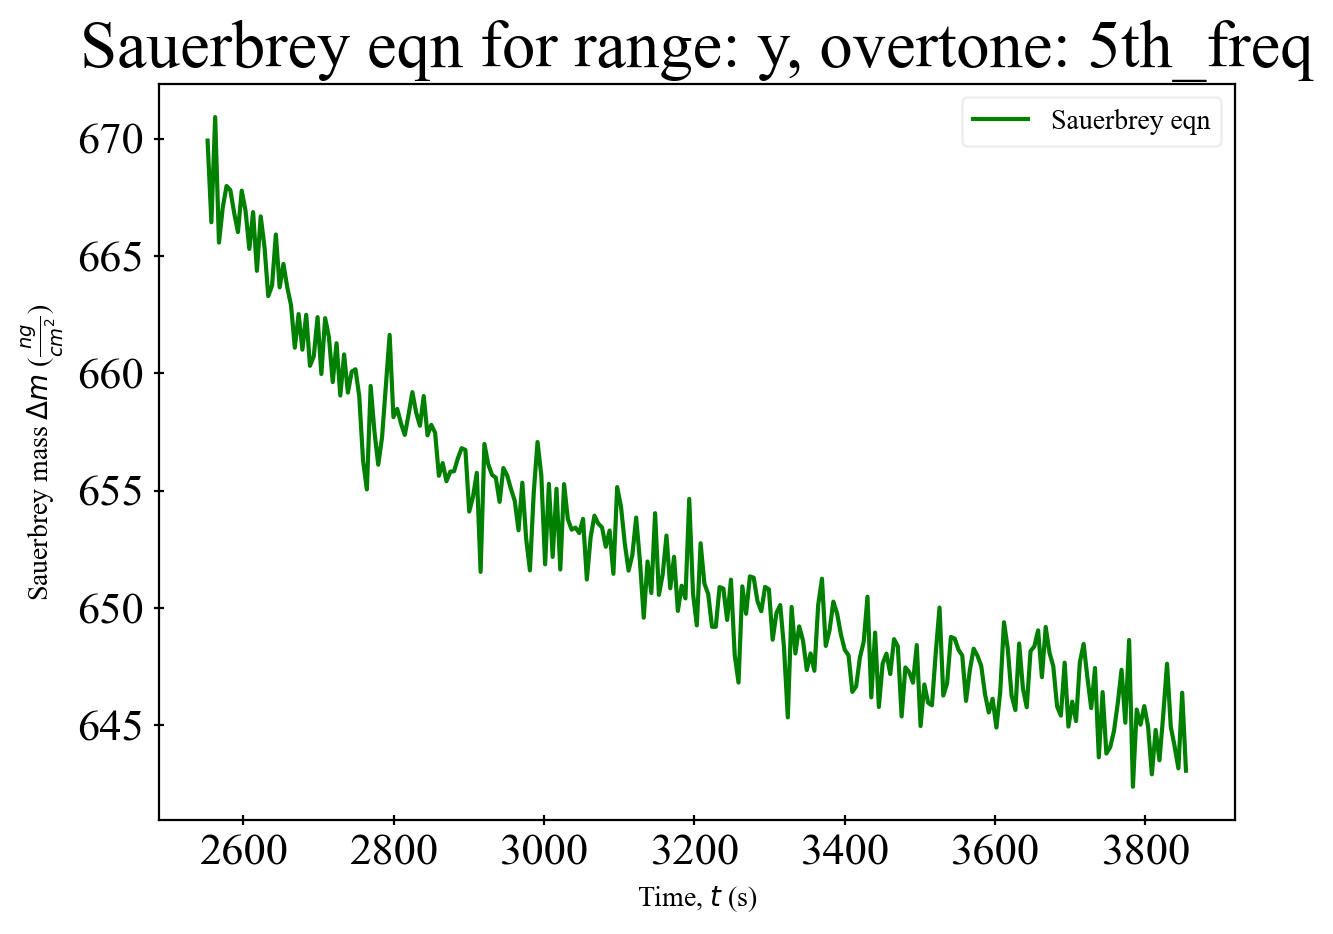 Sauerbrey eqn for range: y, overtone: 5th_freq
Sauerbrey eqn
670
665
660
655
650
645
Sauerbrey mass Δm (ng/cm²)
2600 2800 3000 3200 3400 3600 3800
Time, t (s)